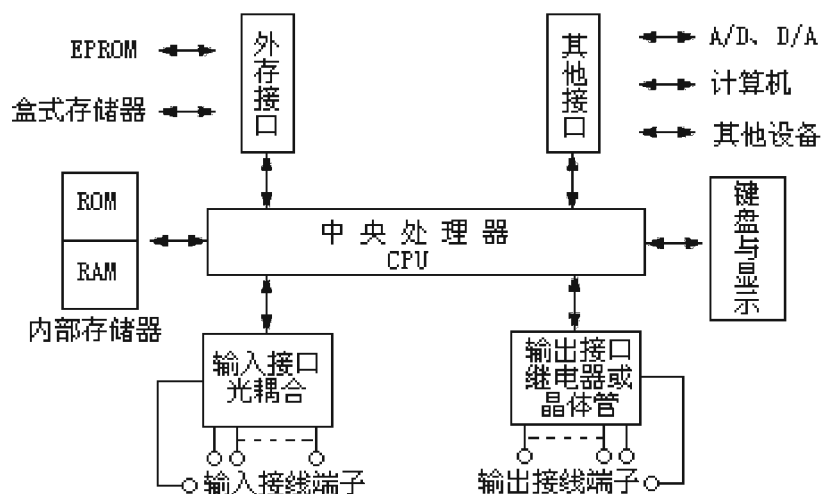 EPROM
盒式存储器
外存接口
其他接口
A/D、D/A
计算机
其他设备
ROM
RAM
内部存储器
中央处理器
CPU
键盘与显示
输入接口
光耦合
输出接口
继电器或
晶体管
输入接线端子
输出接线端子